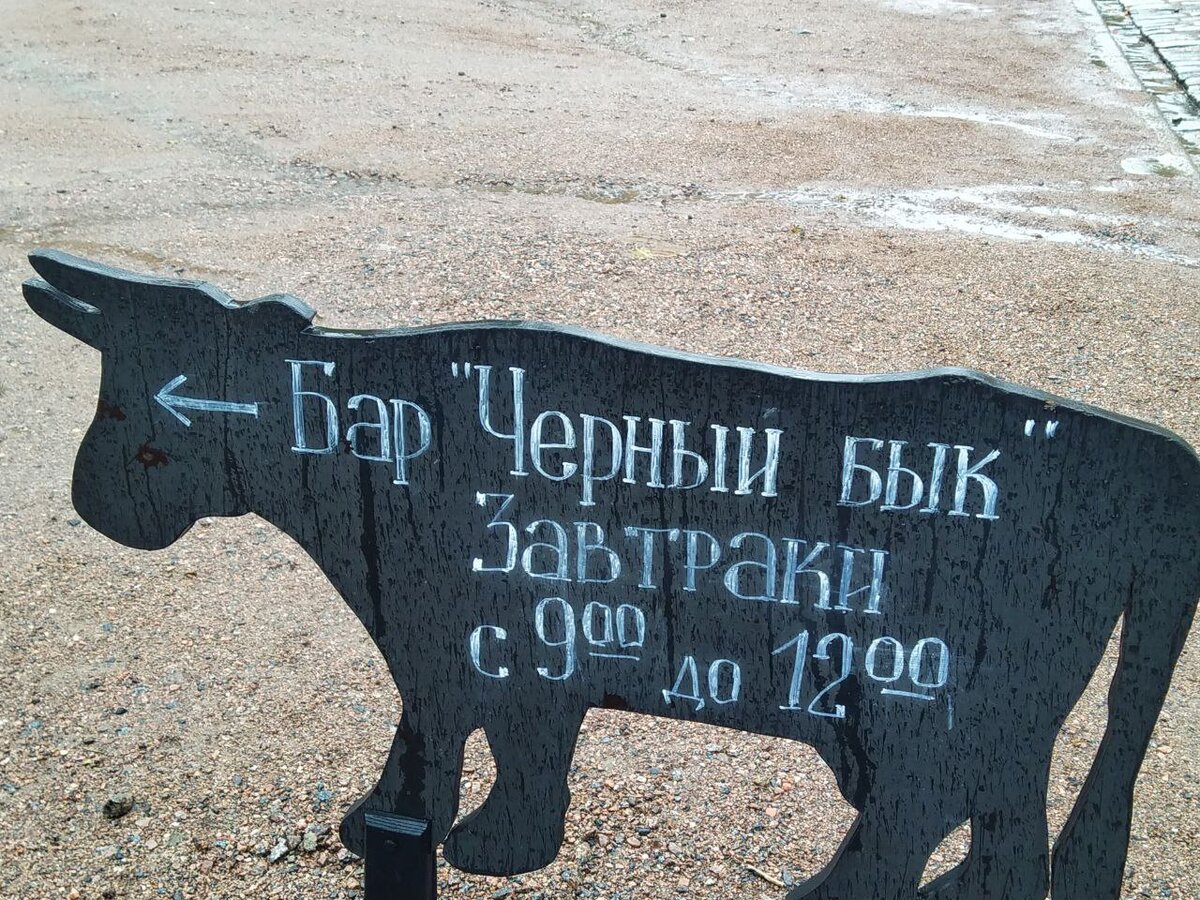 ← Бар "Черный бык"
Завтраки
с 9⁰⁰ до 12⁰⁰